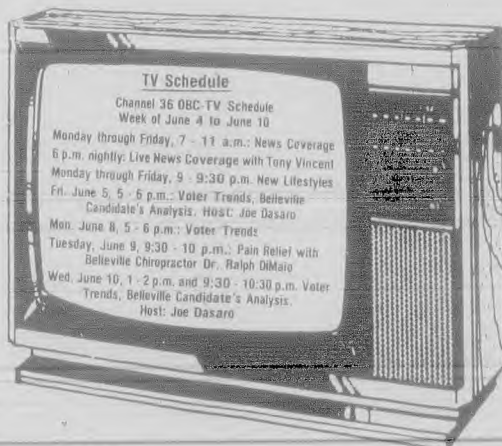 TV Schedule
Channel 36 OBC-TV Schedule
Week of June 4 to June 10
Monday through Friday, 7 - 11 a.m.: News Coverage
6 p.m. nightly: Live News Coverage with Tony Vincent
Monday through Friday, 9 - 9:30 p.m. New Lifestyles
Fri. June 5, 5 - 6 p.m.: Voter Trends, Belleville
Candidate's Analysis. Host: Joe Dasaro
Mon. June 8, 5 - 6 p.m.: Voter Trends
Tuesday, June 9, 9:30 - 10 p.m.: Pain Relief with
Belleville Chiropractor Dr. Ralph DiMaio
Wed. June 10, 1 - 2 p.m. and 9:30 - 10:30 p.m. Voter
Trends, Belleville Candidate's Analysis.
Host: Joe Dasaro